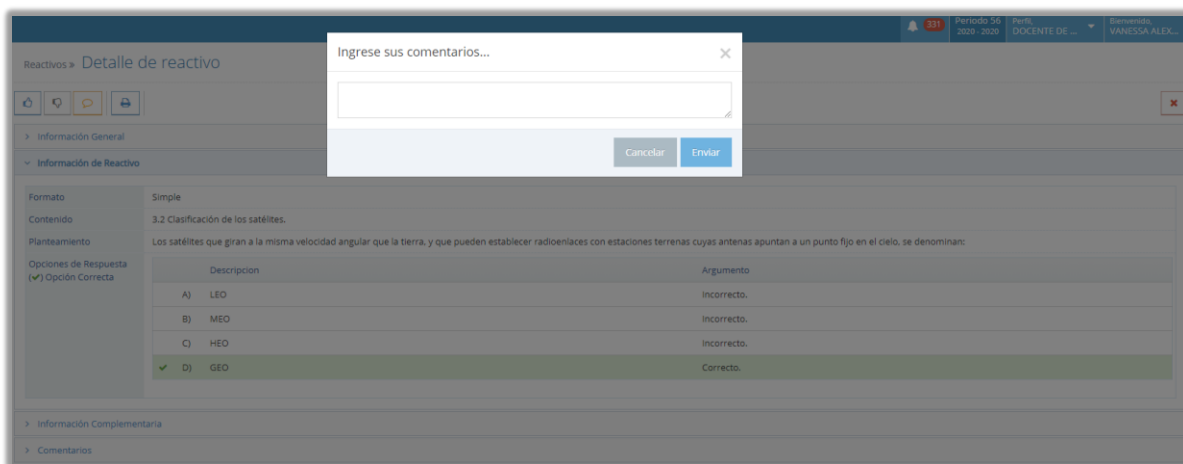 331
Periodo 56
2020 - 2020
Perfil,
DOCENTE DE ...
Bienvenido,
VANESSA ALEX...
Ingrese sus comentarios...
Reactivos » Detalle de reactivo
Cancelar Enviar
> Información General
Información de Reactivo
Formato Simple
Contenido 3.2 Clasificación de los satélites.
Planteamiento Los satélites que giran a la misma velocidad angular que la tierra, y que pueden establecer radioenlaces con estaciones terrenas cuyas antenas apuntan a un punto fijo en el cielo, se denominan:
Opciones de Respuesta
(✔) Opción Correcta
Descripcion Argumento
A) LEO Incorrecto.
B) MEO Incorrecto.
C) HEO Incorrecto.
✔ D) GEO Correcto.
> Información Complementaria
> Comentarios